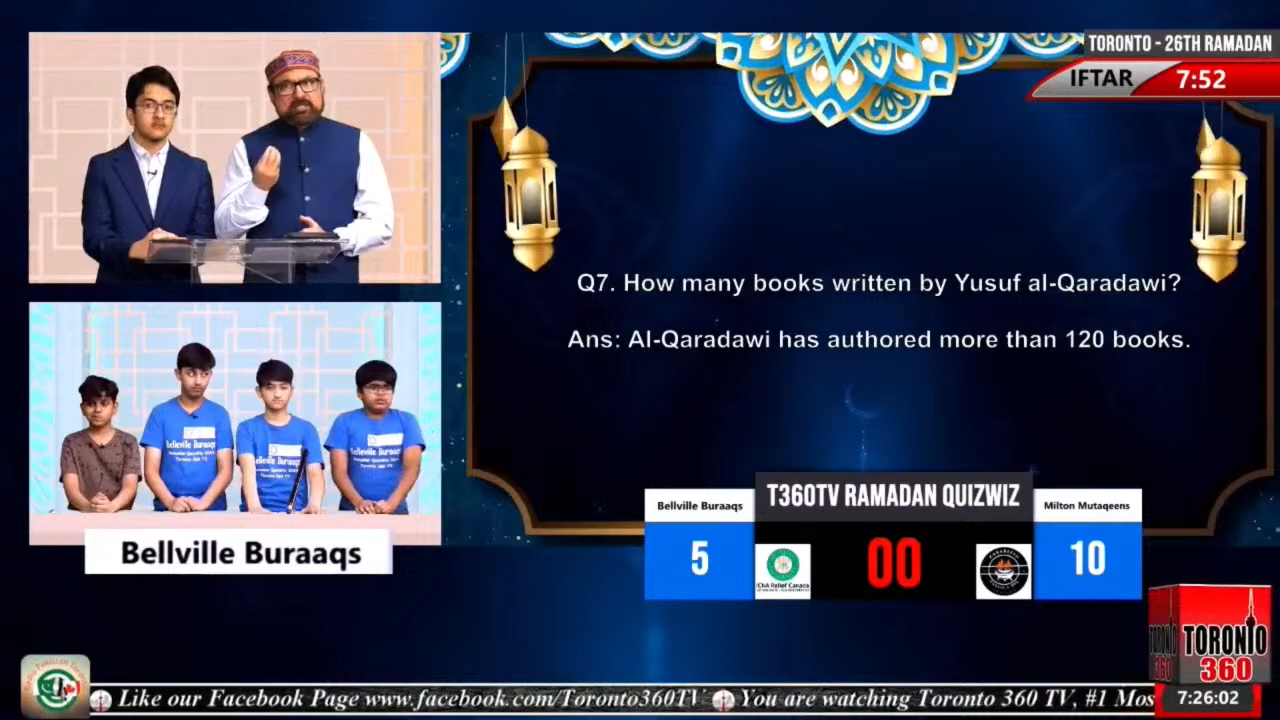 TORONTO - 26TH RAMADAN
IFTAR 7:52
Q7. How many books written by Yusuf al-Qaradawi?
Ans: Al-Qaradawi has authored more than 120 books.
Bellville Buraaqs
Bellville Buraaqs
T360TV RAMADAN QUIZWIZ
Milton Mutaqeens
5
00
10
ICNA Relief Canada
TORONTO
360
7:26:02
Like our Facebook Page www.facebook.com/Toronto360TV You are watching Toronto 360 TV, #1 Mos